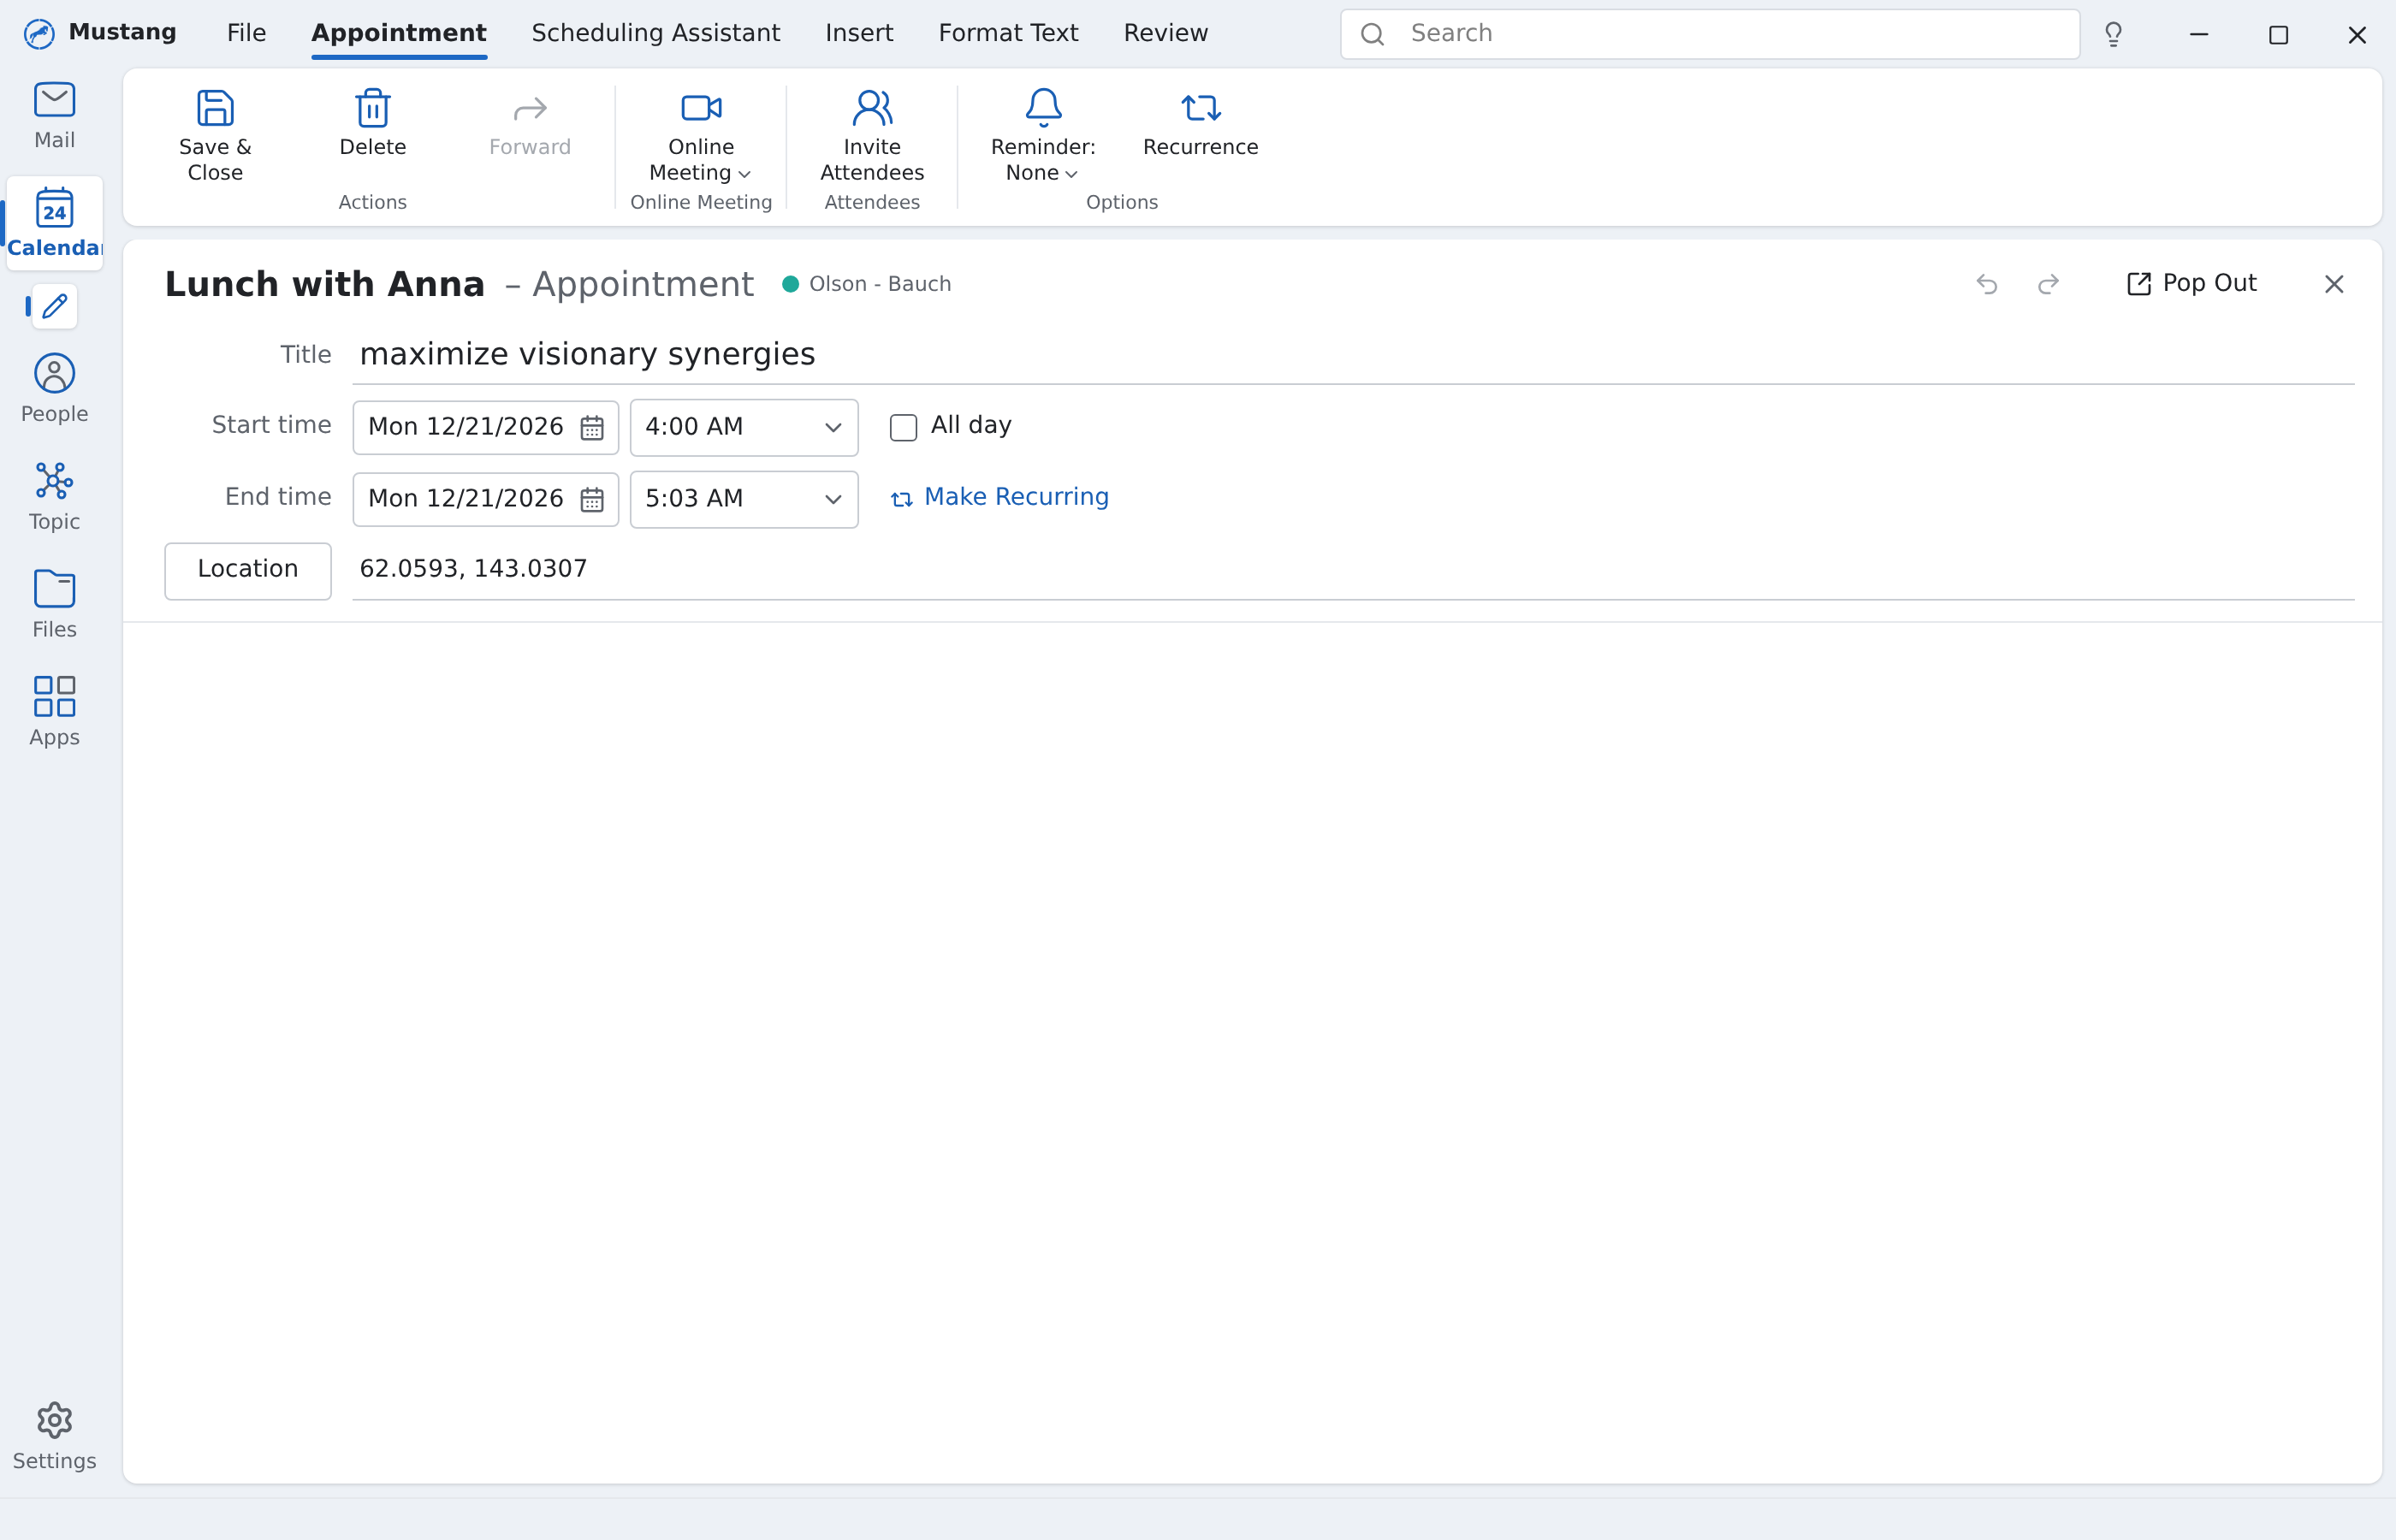 Mustang File Appointment Scheduling Assistant Insert Format Text Review Search
Mail
24
Calendar
People
Topic
Files
Apps
Settings
Save & Close
Delete
Forward
Actions
Online Meeting
Online Meeting
Invite Attendees
Attendees
Reminder: None
Recurrence
Options
Lunch with Anna – Appointment Olson - Bauch Pop Out
Title maximize visionary synergies
Start time Mon 12/21/2026 4:00 AM All day
End time Mon 12/21/2026 5:03 AM Make Recurring
Location 62.0593, 143.0307